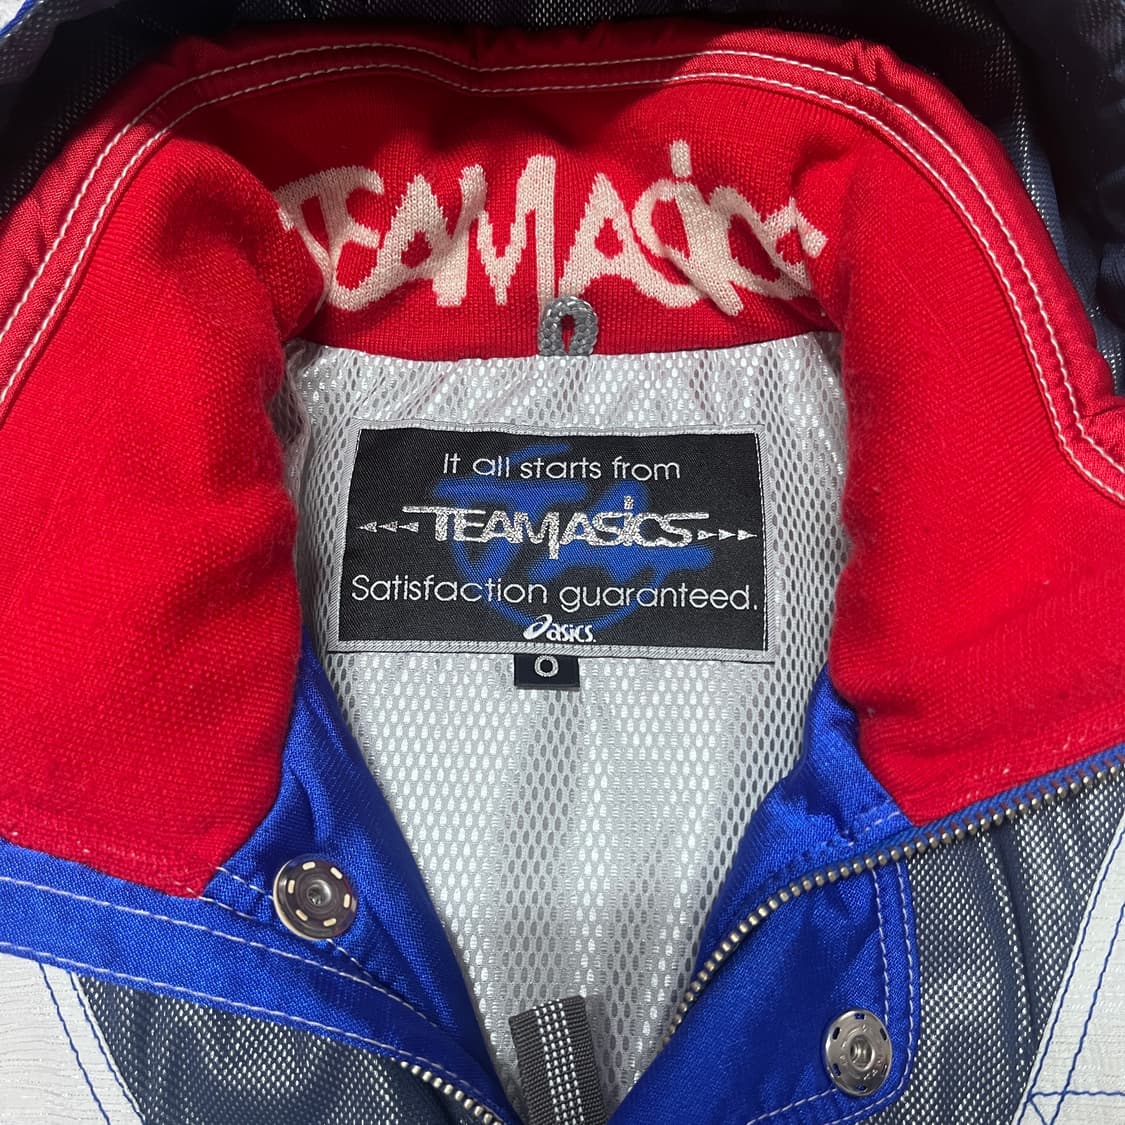 TEAMASiCS
It all starts from
TEAMASiCS
Satisfaction guaranteed.
asics.
O